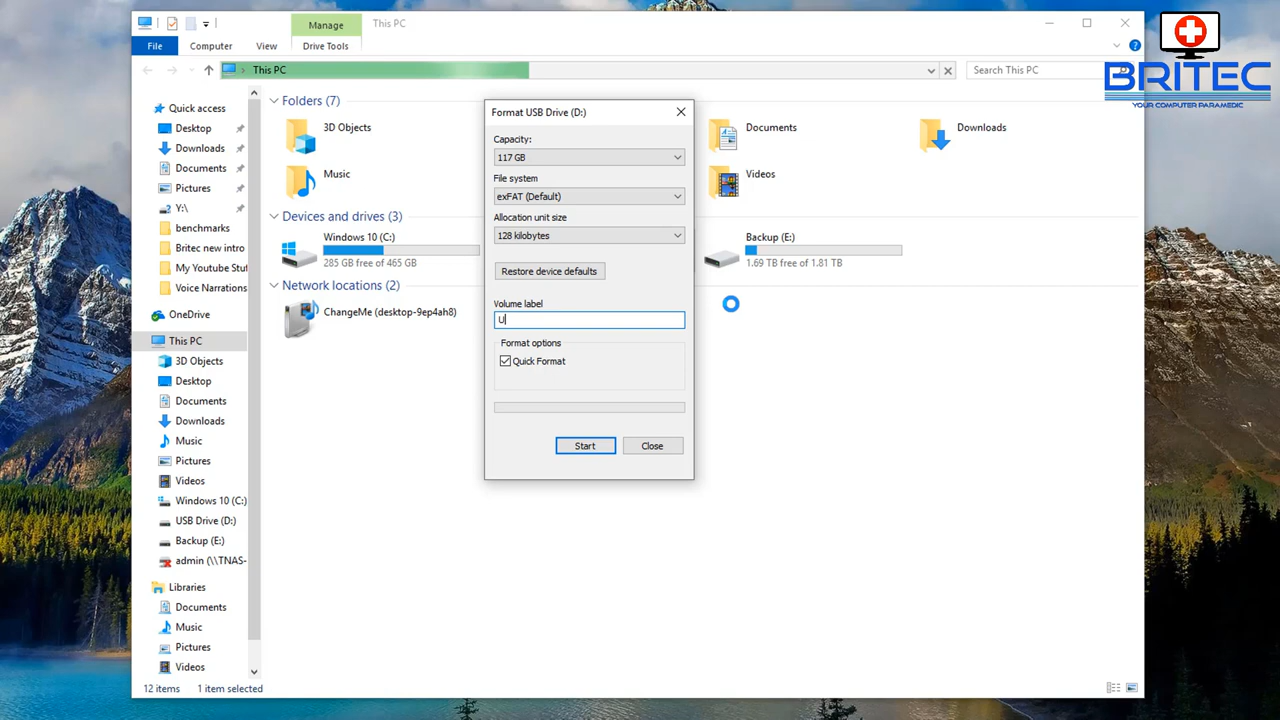 Manage
This PC
File
Computer
View
Drive Tools
This PC
Search This PC
BRITEC
YOUR COMPUTER PARAMEDIC
Quick access
Desktop
Downloads
Documents
Pictures
Y:\
benchmarks
Britec new intro
My Youtube Stuf
Voice Narrations
OneDrive
This PC
3D Objects
Desktop
Documents
Downloads
Music
Pictures
Videos
Windows 10 (C:)
USB Drive (D:)
Backup (E:)
admin (\\TNAS-
Libraries
Documents
Music
Pictures
Videos
Folders (7)
3D Objects
Documents
Downloads
Music
Videos
Devices and drives (3)
Windows 10 (C:)
285 GB free of 465 GB
Backup (E:)
1.69 TB free of 1.81 TB
Network locations (2)
ChangeMe (desktop-9ep4ah8)
Format USB Drive (D:)
Capacity:
117 GB
File system
exFAT (Default)
Allocation unit size
128 kilobytes
Restore device defaults
Volume label
U
Format options
Quick Format
Start
Close
12 items
1 item selected